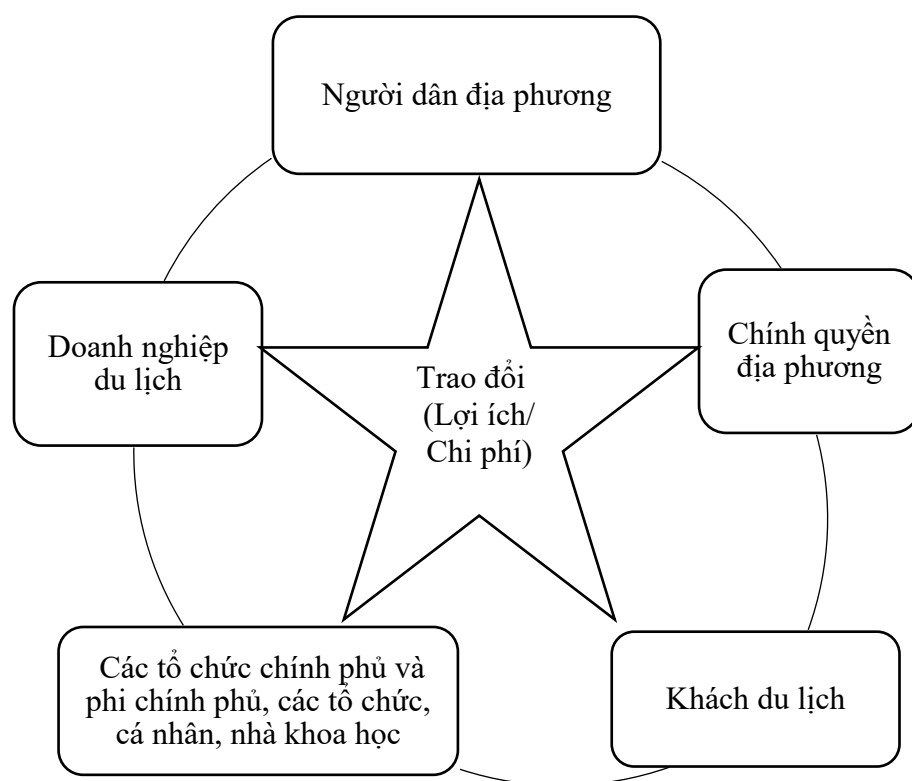 Người dân địa phương
Doanh nghiệp
du lịch
Chính quyền
địa phương
Trao đổi
(Lợi ích/
Chi phí)
Các tổ chức chính phủ và
phi chính phủ, các tổ chức,
cá nhân, nhà khoa học
Khách du lịch